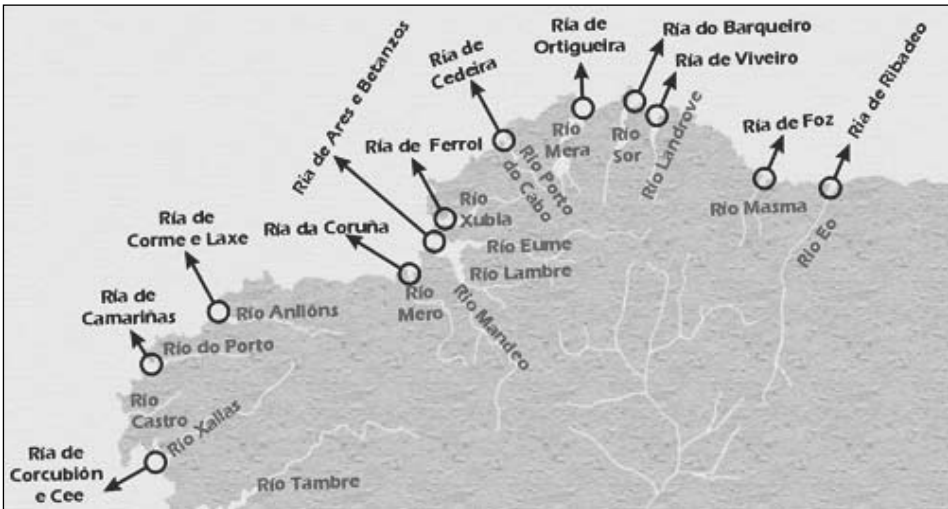 Ría de Ares e Betanzos
Ría de
Cedeira
Ría de
Ortigueira
Ría do Barqueiro
Ría de Viveiro
Ría de Foz
Ría de Ribadeo
Ría de Ferrol
Ría da Coruña
Ría de
Corme e Laxe
Ría de
Camariñas
Ría de
Corcubión
e Cee
Río
Mera
Río
Sor
Río Landrove
Río Porto
do Cabo
Río
Xubia
Río Masma
Río Eo
Río Eume
Río Lambre
Río
Mero
Río Mandeo
Río Anllóns
Río do Porto
Río
Castro
Río Xallas
Río Tambre